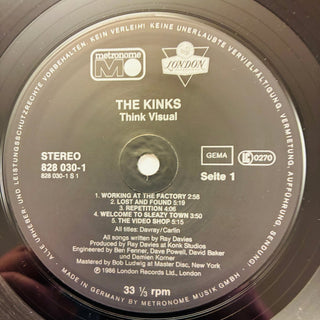 ALLE URHEBER- UND LEISTUNGSSCHUTZRECHTE VORBEHALTEN. KEIN VERLEIH! KEINE UNERLAUBTE VERVIELFÄLTIGUNG, VERMIETUNG, AUFFÜHRUNG, SENDUNG
metronome
LONDON
THE KINKS
Think Visual
STEREO
828 030-1
828 030-1 S 1
GEMA
LC 0270
Seite 1
1. WORKING AT THE FACTORY 2:58
2. LOST AND FOUND 5:19
3. REPETITION 4:06
4. WELCOME TO SLEAZY TOWN 3:50
5. THE VIDEO SHOP 5:15
All titles: Davray/Carlin
All songs written by Ray Davies
Produced by Ray Davies at Konk Studios
Engineered by Ben Fenner, Dave Powell, David Baker
and Demien Korner
Mastered by Bob Ludwig at Master Disc, New York
℗ 1986 London Records Ltd., London
33 ⅓ rpm
MADE IN GERMANY BY METRONOME MUSIK GMBH